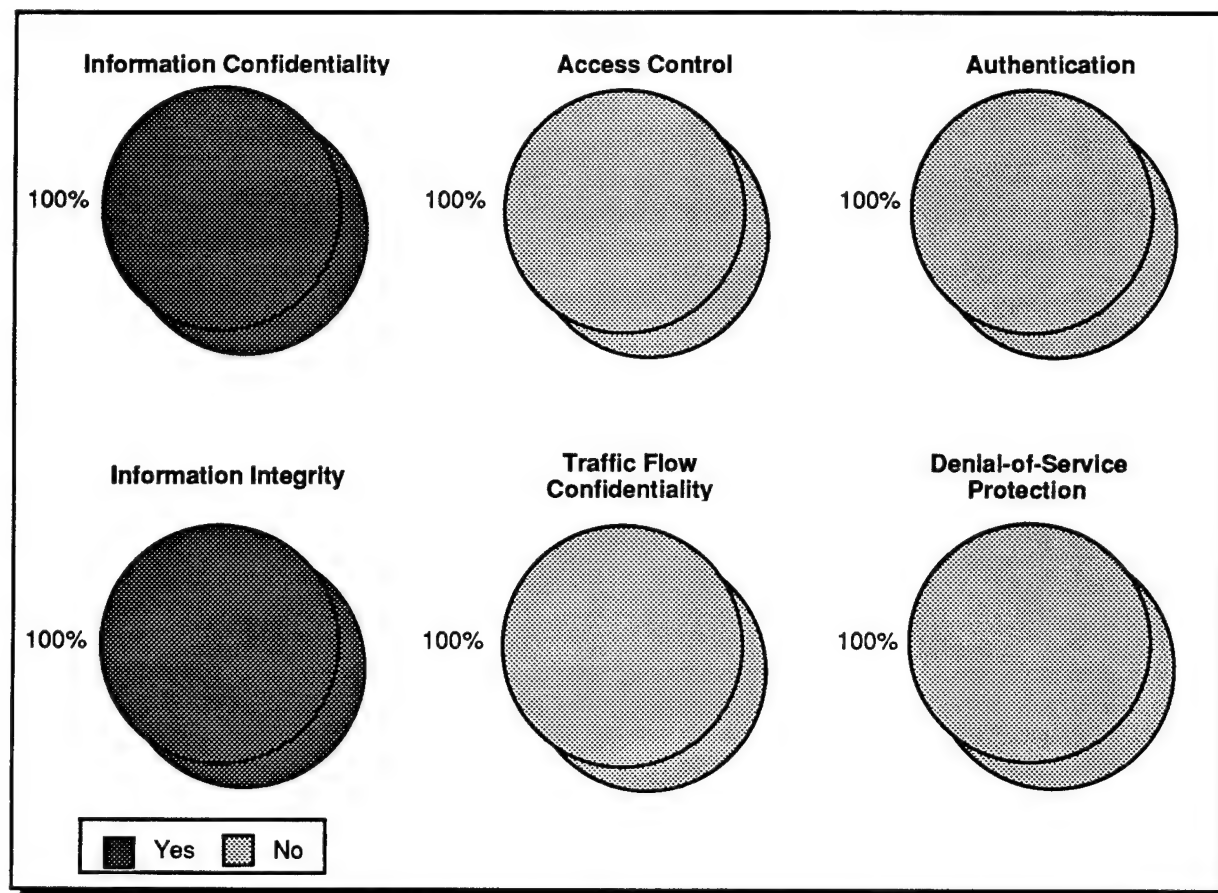 Information Confidentiality
Access Control
Authentication
100%
100%
100%
Information Integrity
Traffic Flow
Confidentiality
Denial-of-Service
Protection
100%
100%
100%
Yes
No